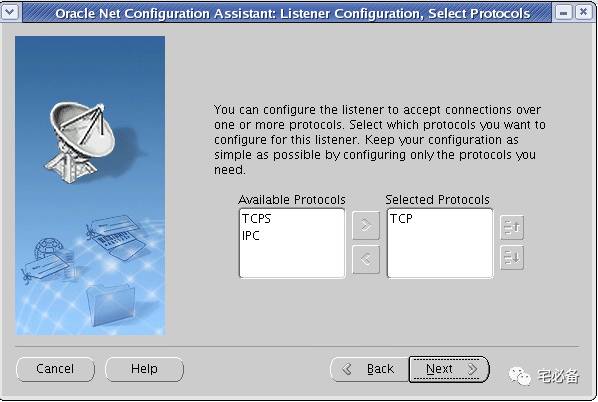 Oracle Net Configuration Assistant: Listener Configuration, Select Protocols
You can configure the listener to accept connections over
one or more protocols. Select which protocols you want to
configure for this listener. Keep your configuration as
simple as possible by configuring only the protocols you
need.
Available Protocols
Selected Protocols
TCPS
IPC
TCP
Cancel
Help
Back
Next
宅必备